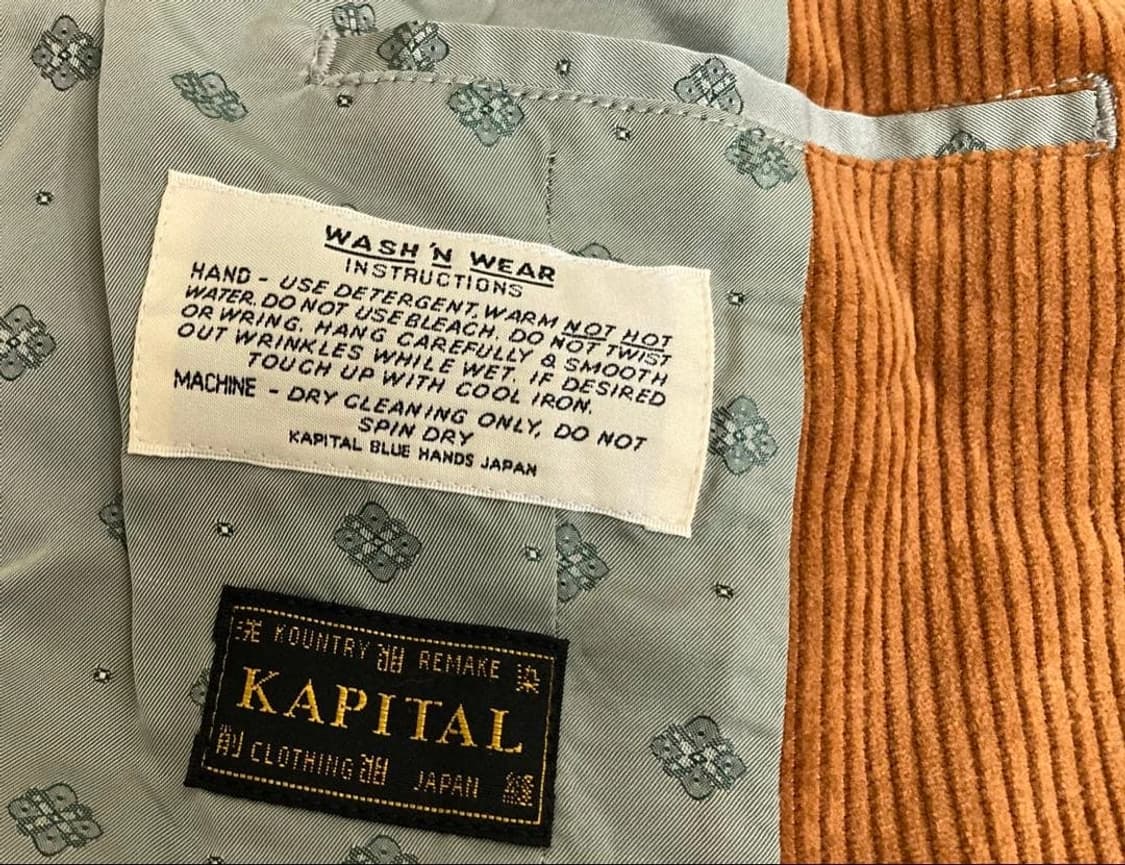 WASH 'N WEAR
INSTRUCTIONS
HAND - USE DETERGENT, WARM NOT HOT
WATER. DO NOT USE BLEACH. DO NOT TWIST
OR WRING. HANG CAREFULLY & SMOOTH
OUT WRINKLES WHILE WET. IF DESIRED
TOUCH UP WITH COOL IRON.
MACHINE - DRY CLEANING ONLY, DO NOT
SPIN DRY
KAPITAL BLUE HANDS JAPAN
KOUNTRY REMAKE 染
KAPITAL
削 CLOTHING JAPAN 縫